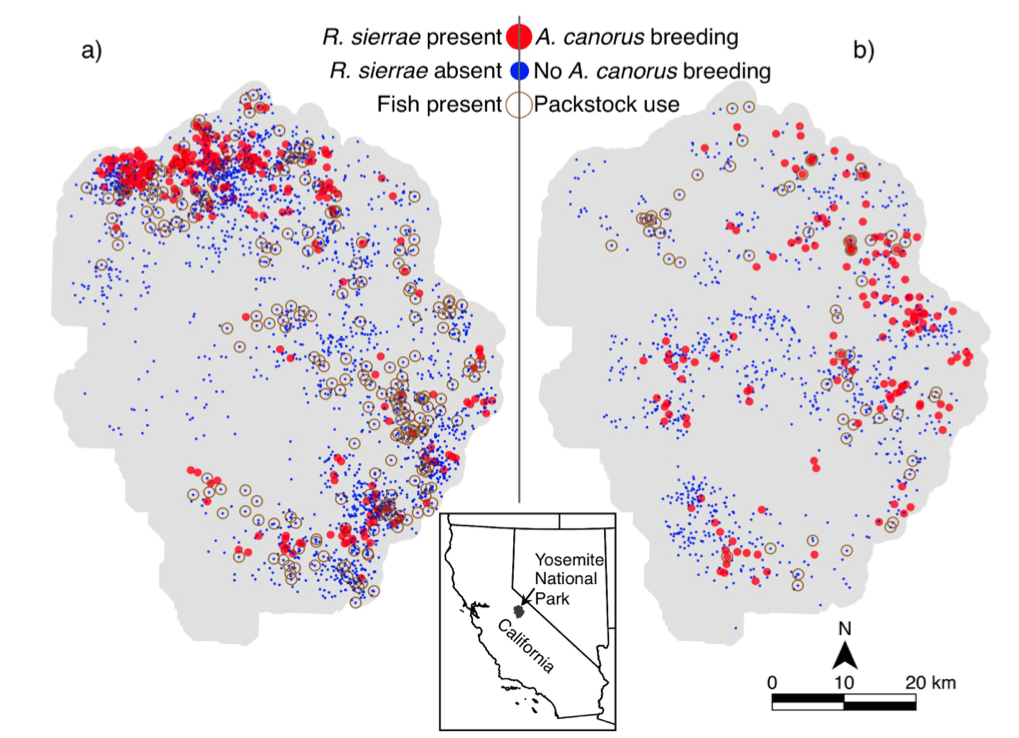 a)
R. sierrae present A. canorus breeding
b)
R. sierrae absent No A. canorus breeding
Fish present Packstock use
Yosemite
National
Park
California
N
0 10 20 km